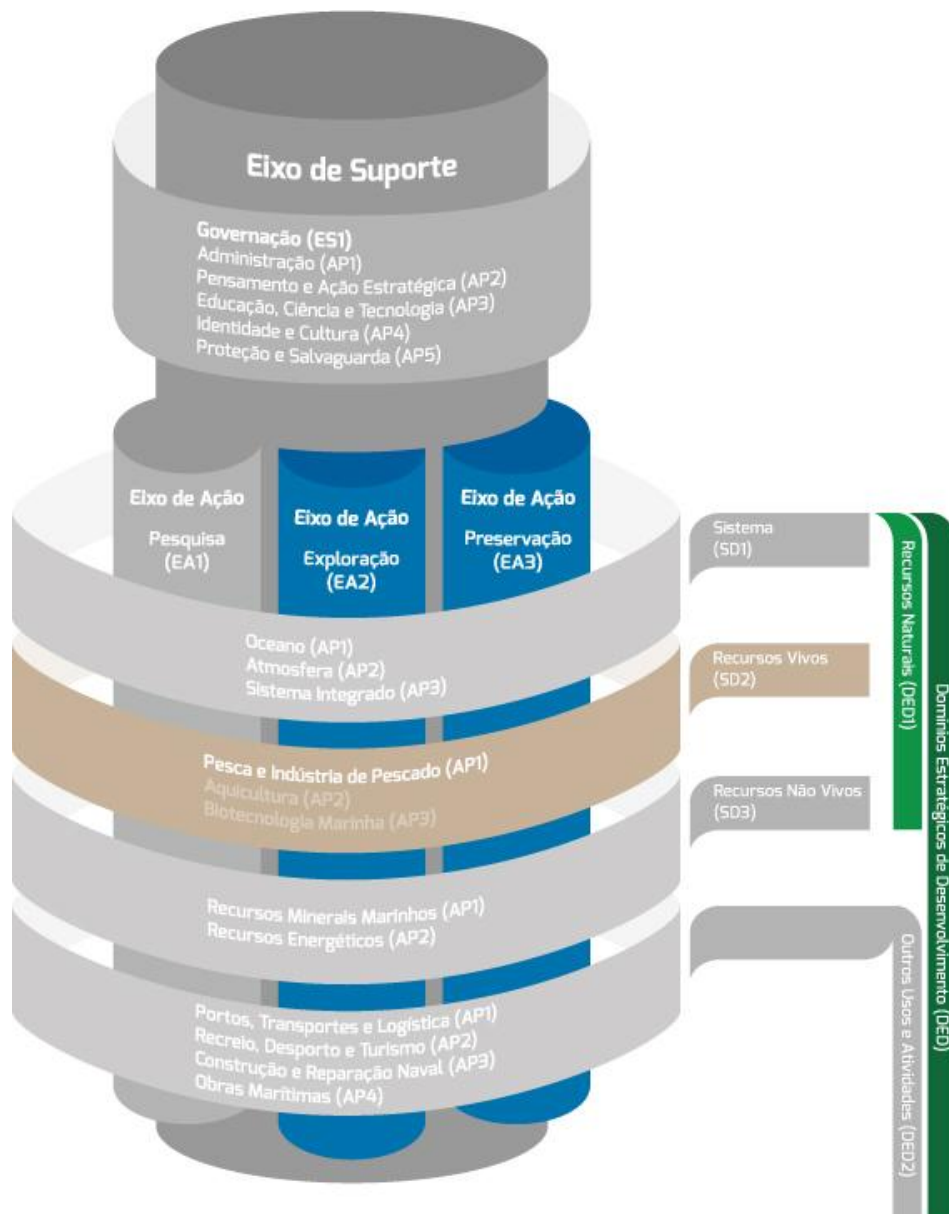 Eixo de Suporte
Governação (ES1)
Administração (AP1)
Pensamento e Ação Estratégica (AP2)
Educação, Ciência e Tecnologia (AP3)
Identidade e Cultura (AP4)
Proteção e Salvaguarda (AP5)
Eixo de Ação
Pesquisa
(EA1)
Eixo de Ação
Exploração
(EA2)
Eixo de Ação
Preservação
(EA3)
Oceano (AP1)
Atmosfera (AP2)
Sistema Integrado (AP3)
Sistema
(SD1)
Pesca e Indústria de Pescado (AP1)
Aquicultura (AP2)
Biotecnologia Marinha (AP3)
Recursos Vivos
(SD2)
Recursos Minerais Marinhos (AP1)
Recursos Energéticos (AP2)
Recursos Não Vivos
(SD3)
Portos, Transportes e Logística (AP1)
Recreio, Desporto e Turismo (AP2)
Construção e Reparação Naval (AP3)
Obras Marítimas (AP4)
Recursos Naturais (DED1)
Outros Usos e Atividades (DED2)
Domínios Estratégicos de Desenvolvimento (DED)